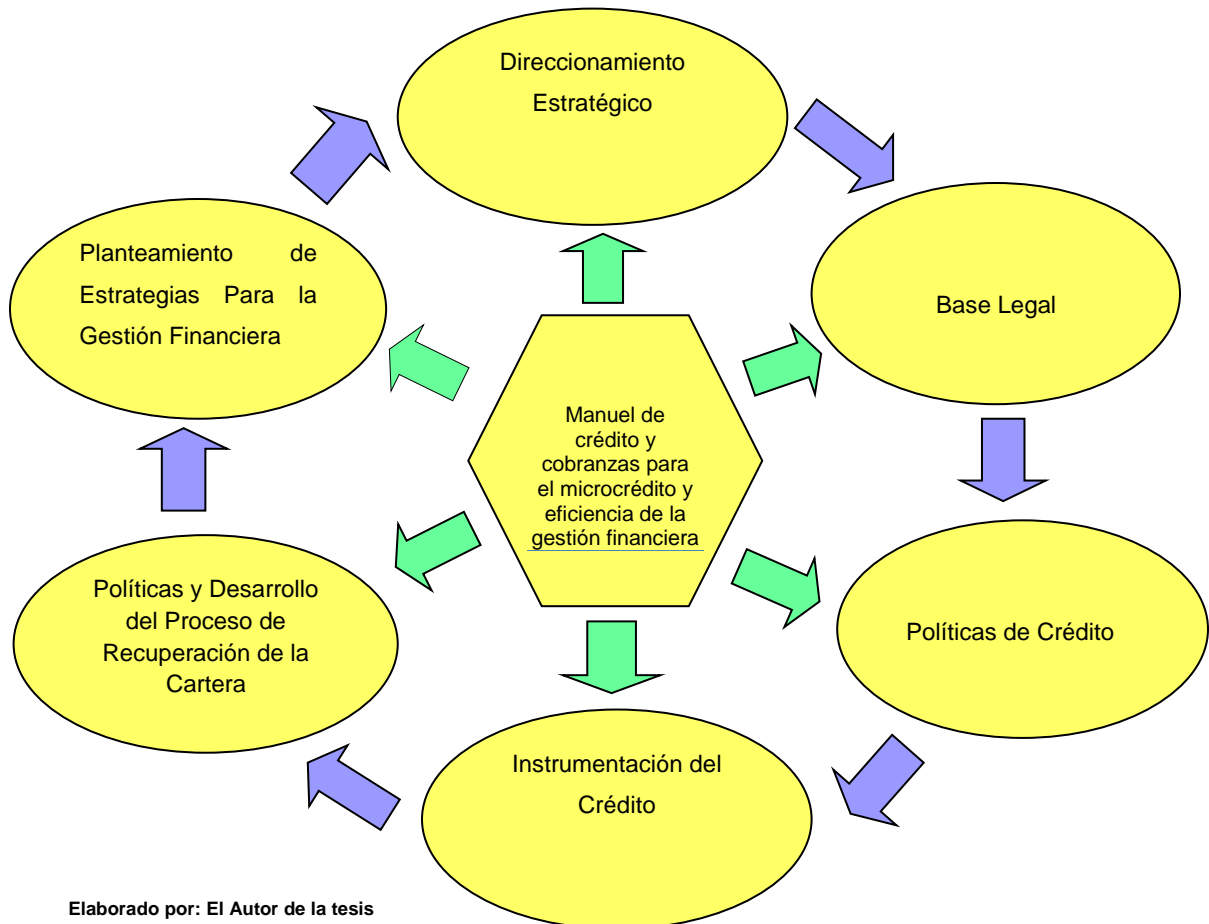 Direccionamiento
Estratégico
Planteamiento de
Estrategias Para la
Gestión Financiera
Base Legal
Manuel de
crédito y
cobranzas para
el microcrédito y
eficiencia de la
gestión financiera
Políticas y Desarrollo
del Proceso de
Recuperación de la
Cartera
Políticas de Crédito
Instrumentación del
Crédito
Elaborado por: El Autor de la tesis